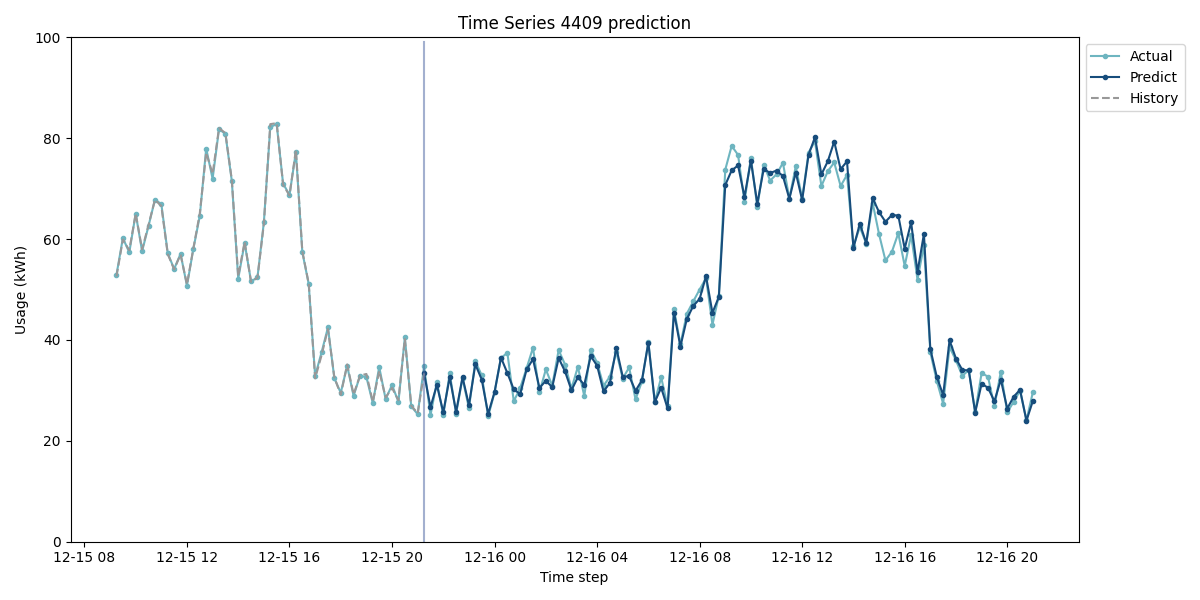 Time Series 4409 prediction
100
80
60
40
20
0
Usage (kWh)
12-15 08
12-15 12
12-15 16
12-15 20
12-16 00
12-16 04
12-16 08
12-16 12
12-16 16
12-16 20
Time step
Actual
Predict
History